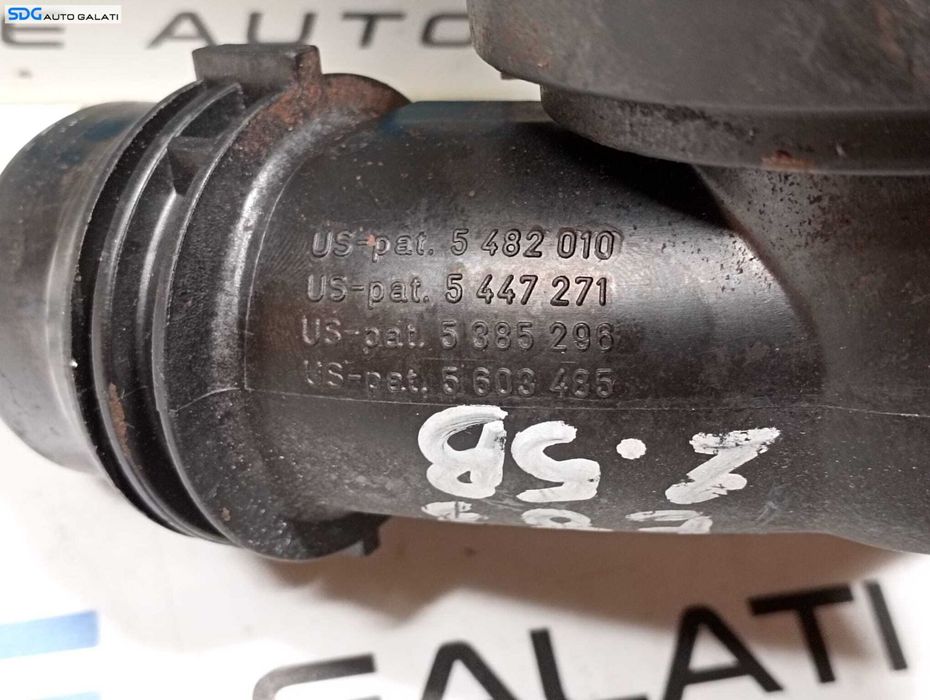 SDG AUTO GALATI
E AUTO
US-pat. 5 482 010
US-pat. 5 447 271
US-pat. 5 385 296
US-pat. 5 603 485
2.5B
GALATI